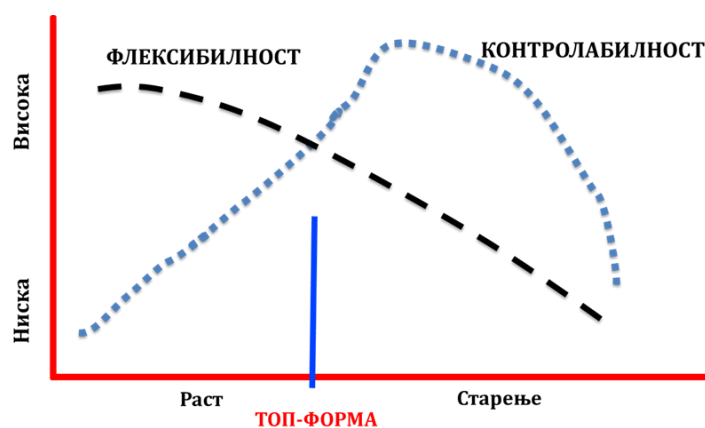 ФЛЕКСИБИЛНОСТ
КОНТРОЛАБИЛНОСТ
Висока
Ниска
Раст
Старење
ТОП-ФОРМА